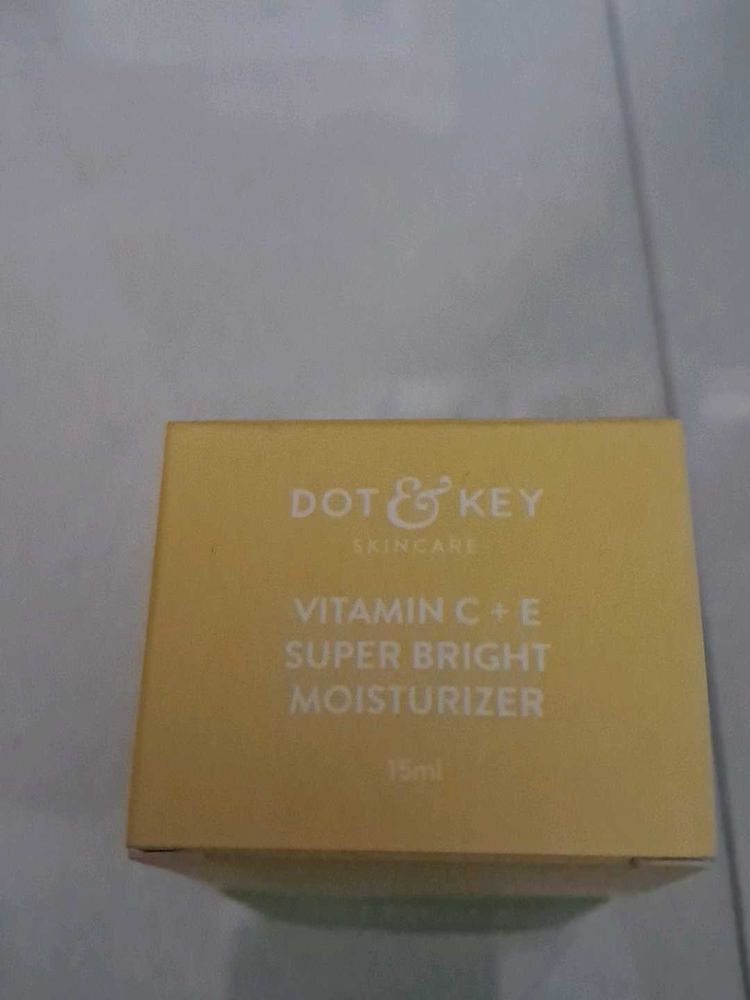 DOT & KEY
SKINCARE
VITAMIN C + E
SUPER BRIGHT
MOISTURIZER
15ml